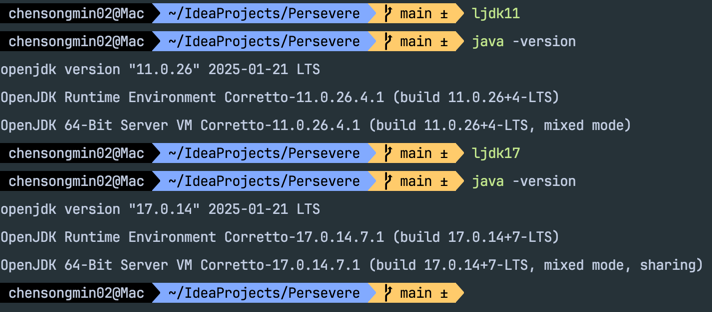 chensongmin02@Mac ~/IdeaProjects/Persevere main ± ljdk11
chensongmin02@Mac ~/IdeaProjects/Persevere main ± java -version
openjdk version "11.0.26" 2025-01-21 LTS
OpenJDK Runtime Environment Corretto-11.0.26.4.1 (build 11.0.26+4-LTS)
OpenJDK 64-Bit Server VM Corretto-11.0.26.4.1 (build 11.0.26+4-LTS, mixed mode)
chensongmin02@Mac ~/IdeaProjects/Persevere main ± ljdk17
chensongmin02@Mac ~/IdeaProjects/Persevere main ± java -version
openjdk version "17.0.14" 2025-01-21 LTS
OpenJDK Runtime Environment Corretto-17.0.14.7.1 (build 17.0.14+7-LTS)
OpenJDK 64-Bit Server VM Corretto-17.0.14.7.1 (build 17.0.14+7-LTS, mixed mode, sharing)
chensongmin02@Mac ~/IdeaProjects/Persevere main ±